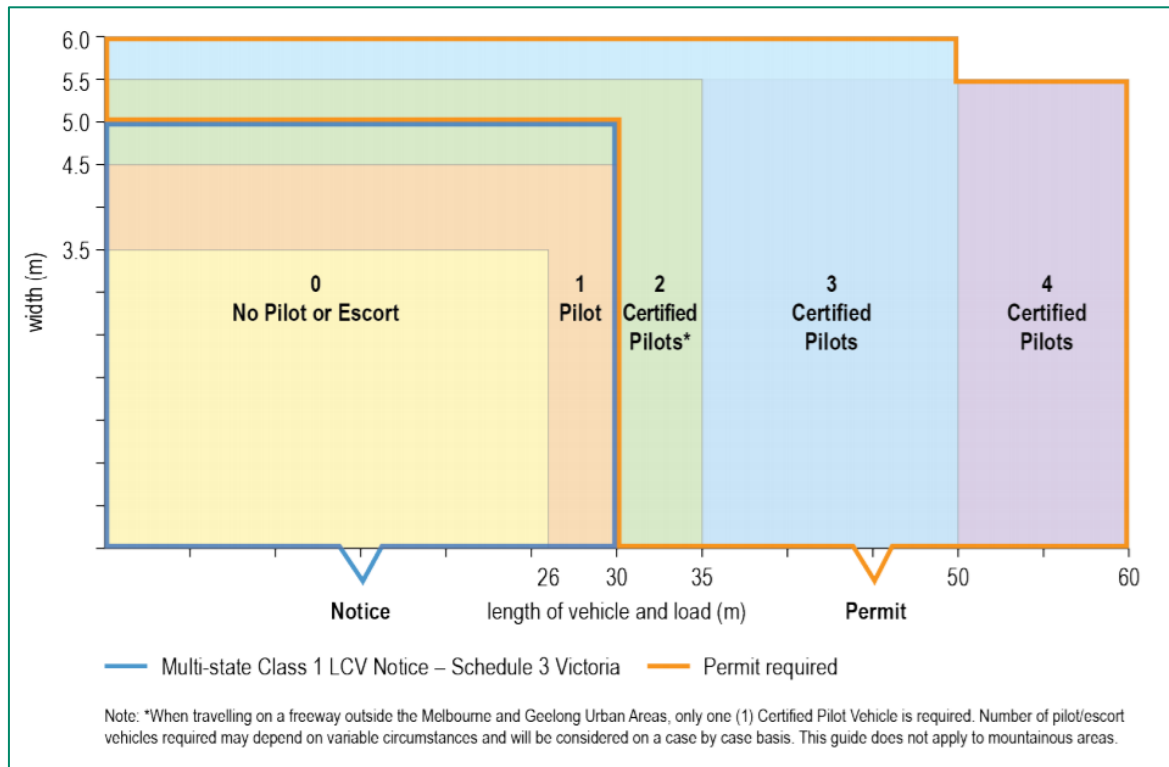 6.0
5.5
5.0
4.5
3.5
width (m)
0
No Pilot or Escort
1
Pilot
2
Certified
Pilots*
3
Certified
Pilots
4
Certified
Pilots
26 30 35 50 60
Notice length of vehicle and load (m) Permit
Multi-state Class 1 LCV Notice – Schedule 3 Victoria Permit required
Note: *When travelling on a freeway outside the Melbourne and Geelong Urban Areas, only one (1) Certified Pilot Vehicle is required. Number of pilot/escort
vehicles required may depend on variable circumstances and will be considered on a case by case basis. This guide does not apply to mountainous areas.